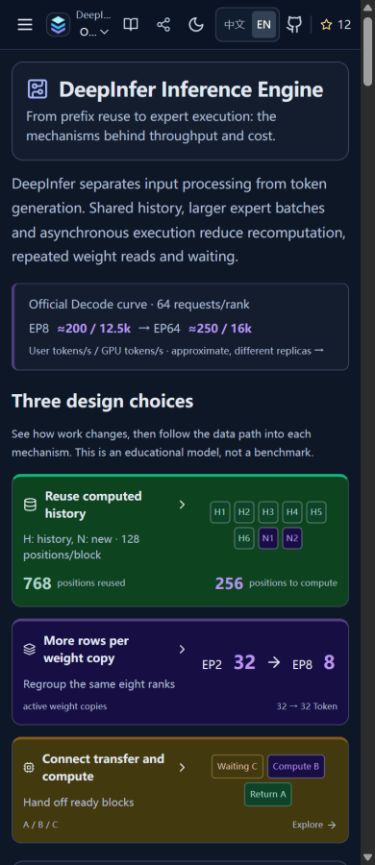 DeepI...
O...
中文 EN
12
DeepInfer Inference Engine
From prefix reuse to expert execution: the
mechanisms behind throughput and cost.
DeepInfer separates input processing from token
generation. Shared history, larger expert batches
and asynchronous execution reduce recomputation,
repeated weight reads and waiting.
Official Decode curve · 64 requests/rank
EP8 ≈200 / 12.5k → EP64 ≈250 / 16k
User tokens/s / GPU tokens/s · approximate, different replicas →
Three design choices
See how work changes, then follow the data path into each
mechanism. This is an educational model, not a benchmark.
Reuse computed
history
H: history, N: new · 128
positions/block
H1 H2 H3 H4 H5
H6 N1 N2
768 positions reused
256 positions to compute
More rows per
weight copy
Regroup the same eight ranks
EP2 32 → EP8 8
active weight copies
32 → 32 Token
Connect transfer and
compute
Hand off ready blocks
Waiting C Compute B
Return A
A / B / C
Explore →